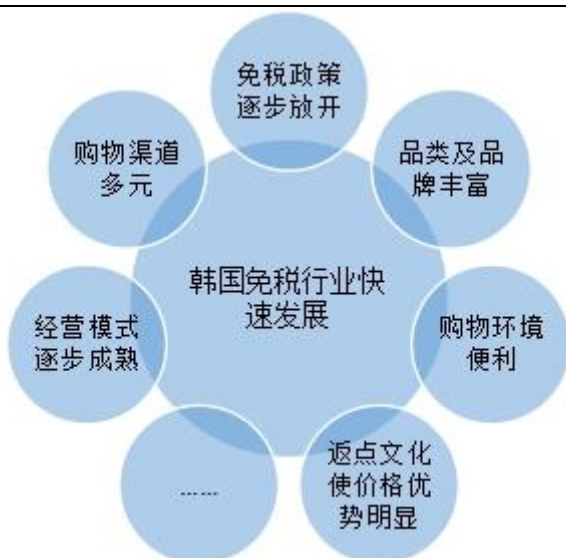 免税政策
逐步放开
品类及品
牌丰富
购物环境
便利
返点文化
使价格优
势明显
……
经营模式
逐步成熟
购物渠道
多元
韩国免税行业快
速发展